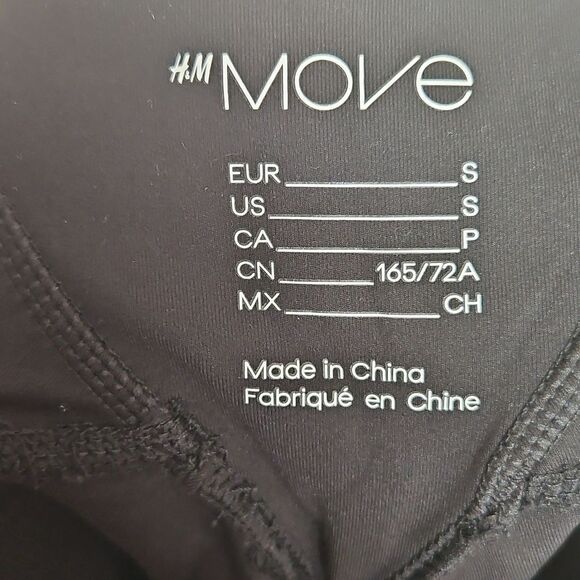 H&M MOVE
EUR S
US S
CA P
CN 165/72A
MX CH
Made in China
Fabriqué en Chine